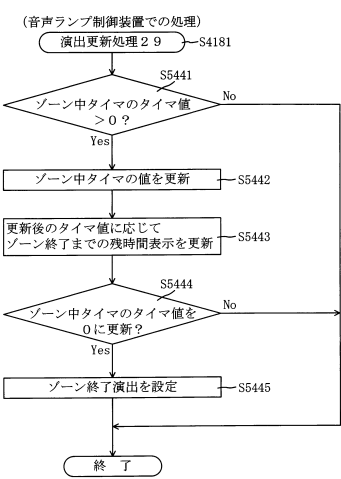 (音声ランプ制御装置での処理)
演出更新処理29
S4181
S5441
ゾーン中タイマのタイマ値
>0?
No
Yes
ゾーン中タイマの値を更新
S5442
更新後のタイマ値に応じて
ゾーン終了までの残時間表示を更新
S5443
S5444
ゾーン中タイマのタイマ値を
0に更新?
No
Yes
ゾーン終了演出を設定
S5445
終 了